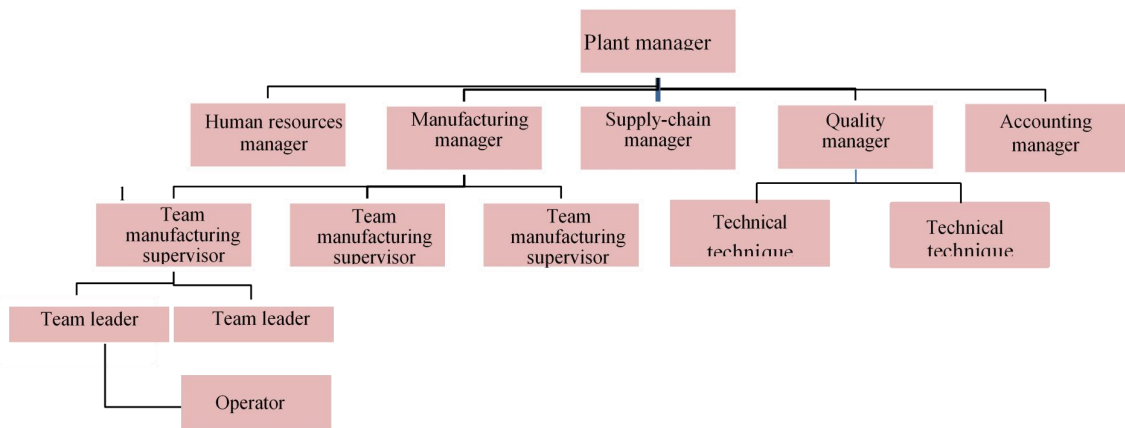 Plant manager
Human resources
manager
Manufacturing
manager
Supply-chain
manager
Quality
manager
Accounting
manager
1
Team
manufacturing
supervisor
Team
manufacturing
supervisor
Team
manufacturing
supervisor
Technical
technique
Technical
technique
Team leader
Team leader
Operator